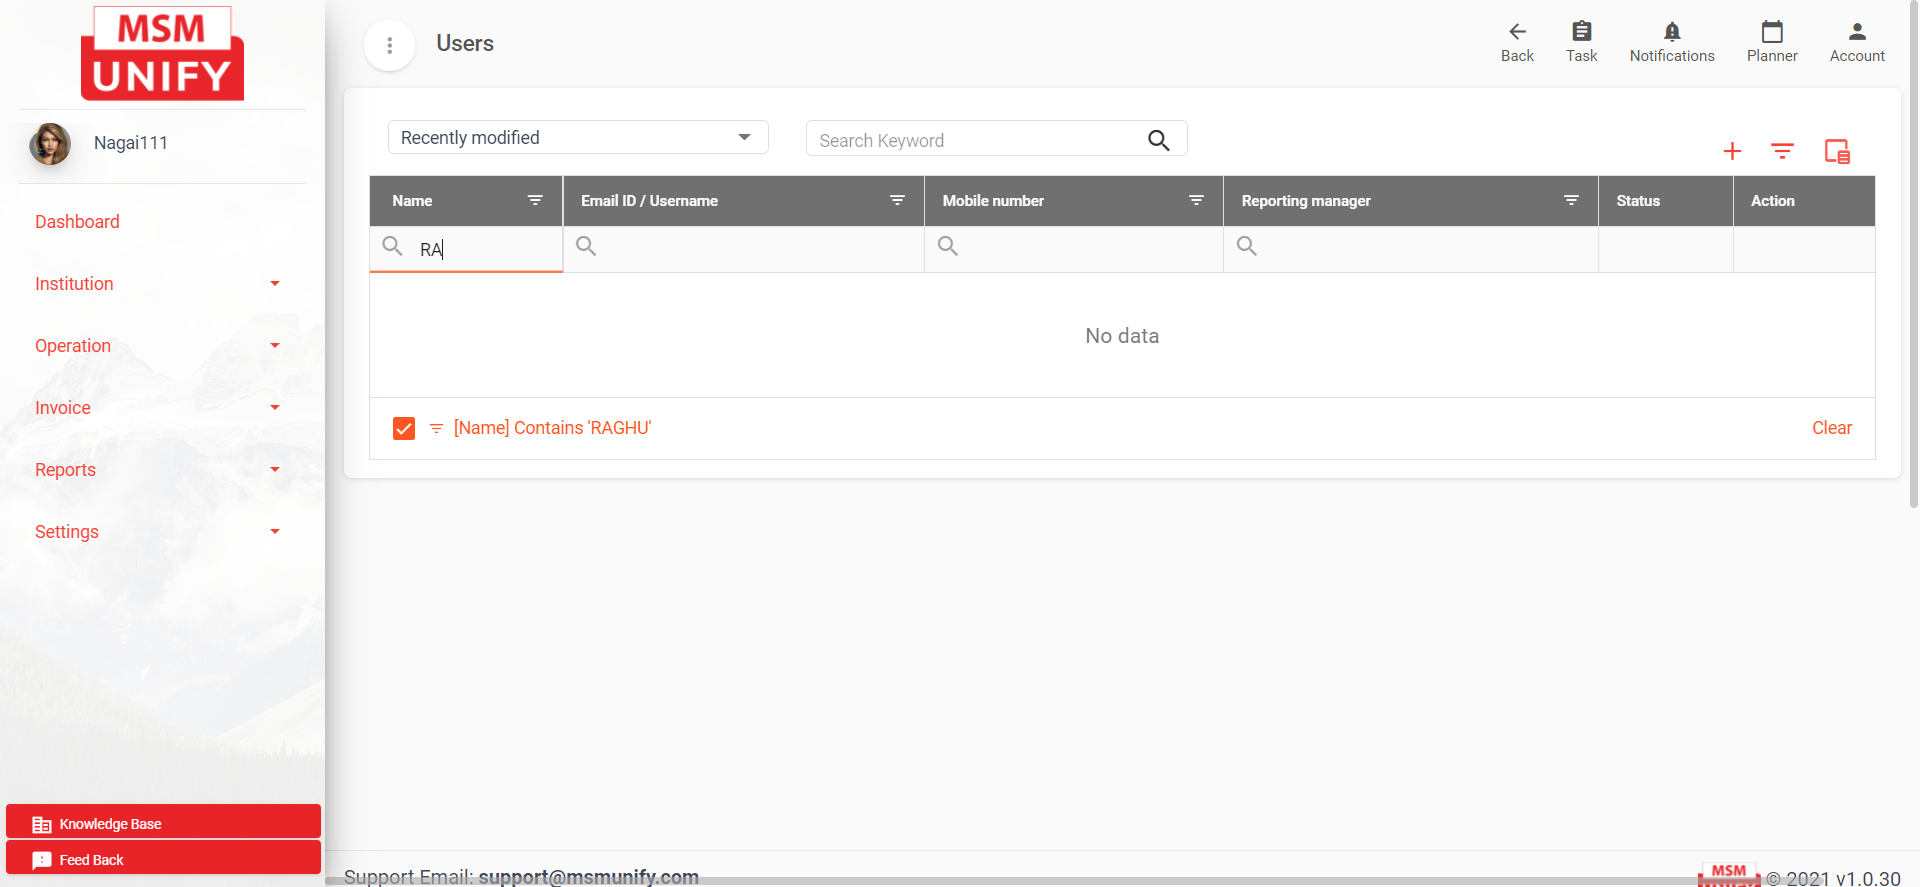 MSM
UNIFY
Nagai111
Dashboard
Institution
Operation
Invoice
Reports
Settings
Knowledge Base
Feed Back
Users
Back
Task
Notifications
Planner
Account
Recently modified
Search Keyword
Name
Email ID / Username
Mobile number
Reporting manager
Status
Action
RA
No data
[Name] Contains 'RAGHU'
Clear
Support Email: support@msmunify.com
MSM
UNIFY
© 2021 v1.0.30